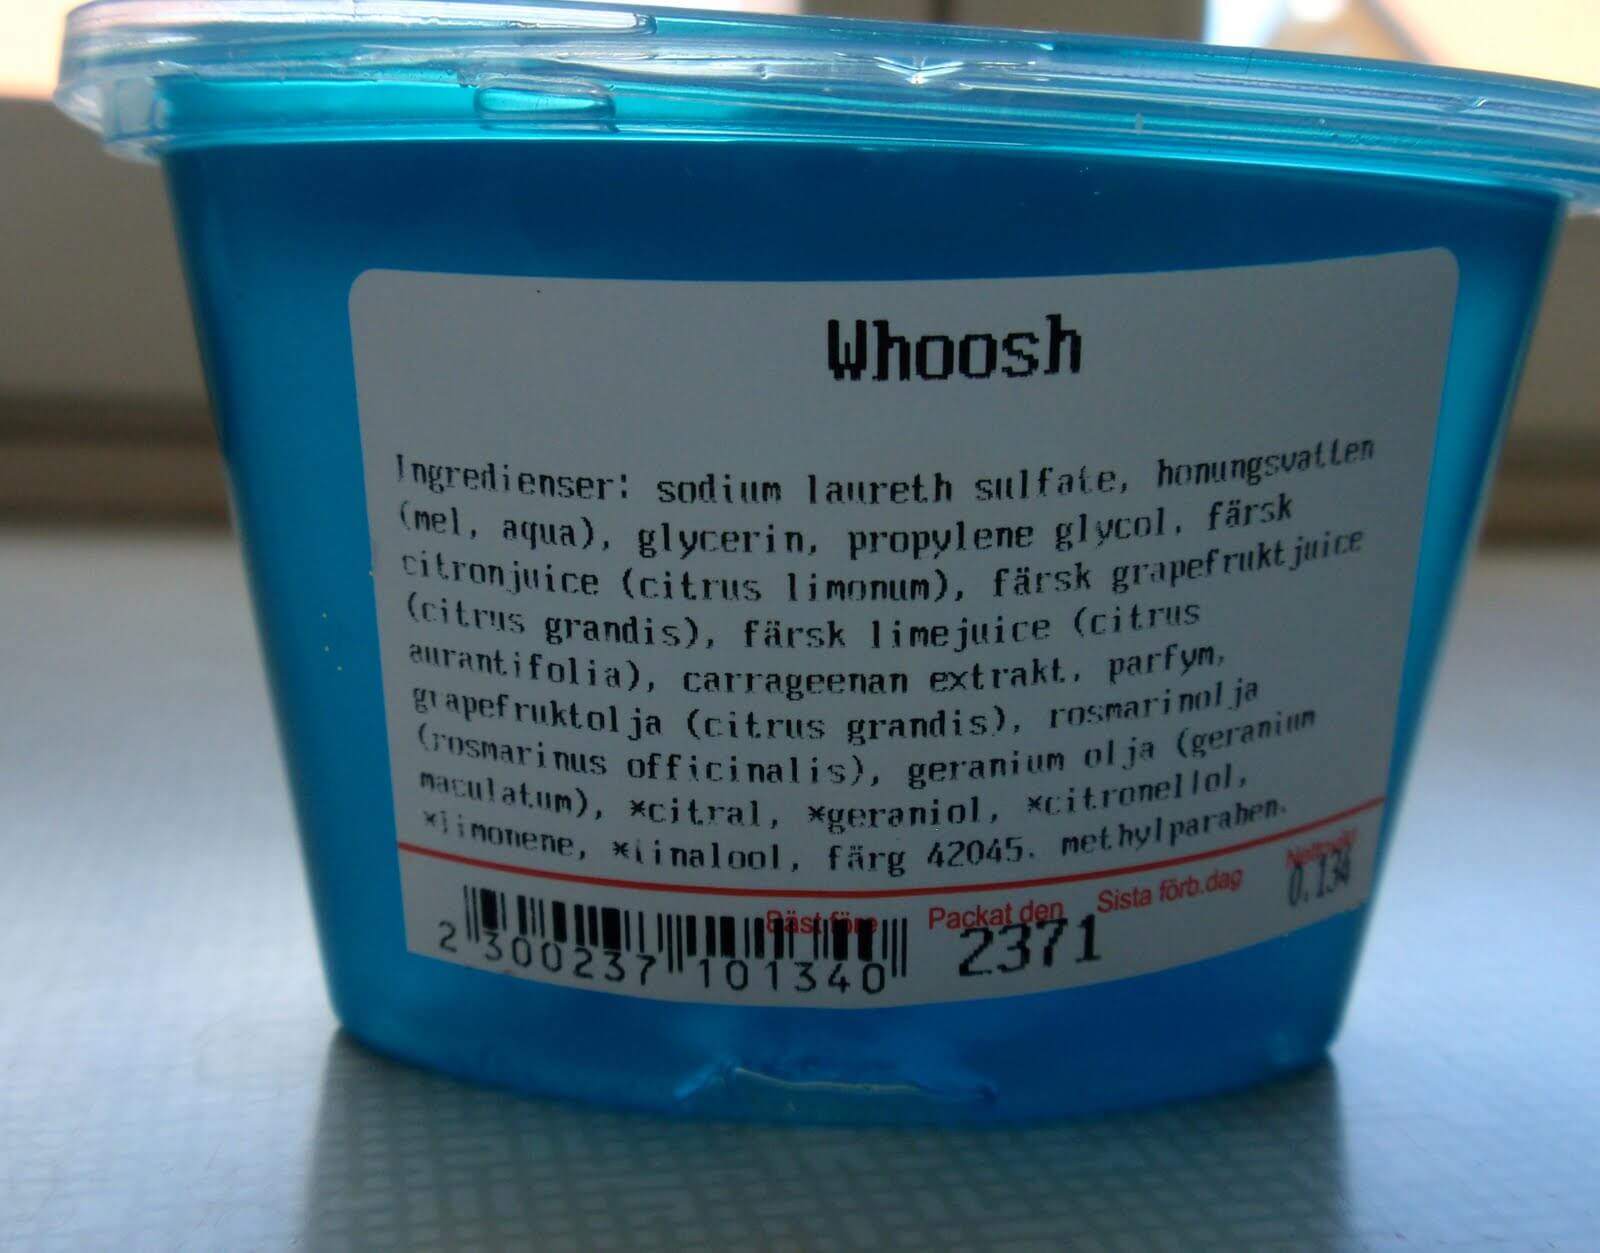 Whoosh
Ingredienser: sodium laureth sulfate, honungsvatten
(mel, aqua), glycerin, propylene glycol, färsk
citronjuice (citrus limonum), färsk grapefruktjuice
(citrus grandis), färsk limejuice (citrus
aurantifolia), carrageenan extrakt, parfym,
grapefruktolja (citrus grandis), rosmarinolja
(rosmarinus officinalis), geranium olja (geranium
maculatum), *citral, *geraniol, *citronellol,
*limonene, *linalool, färg 42045. methylparaben.
Bäst före Packat den Sista förb.dag
2 300237 101340 2371 0.134